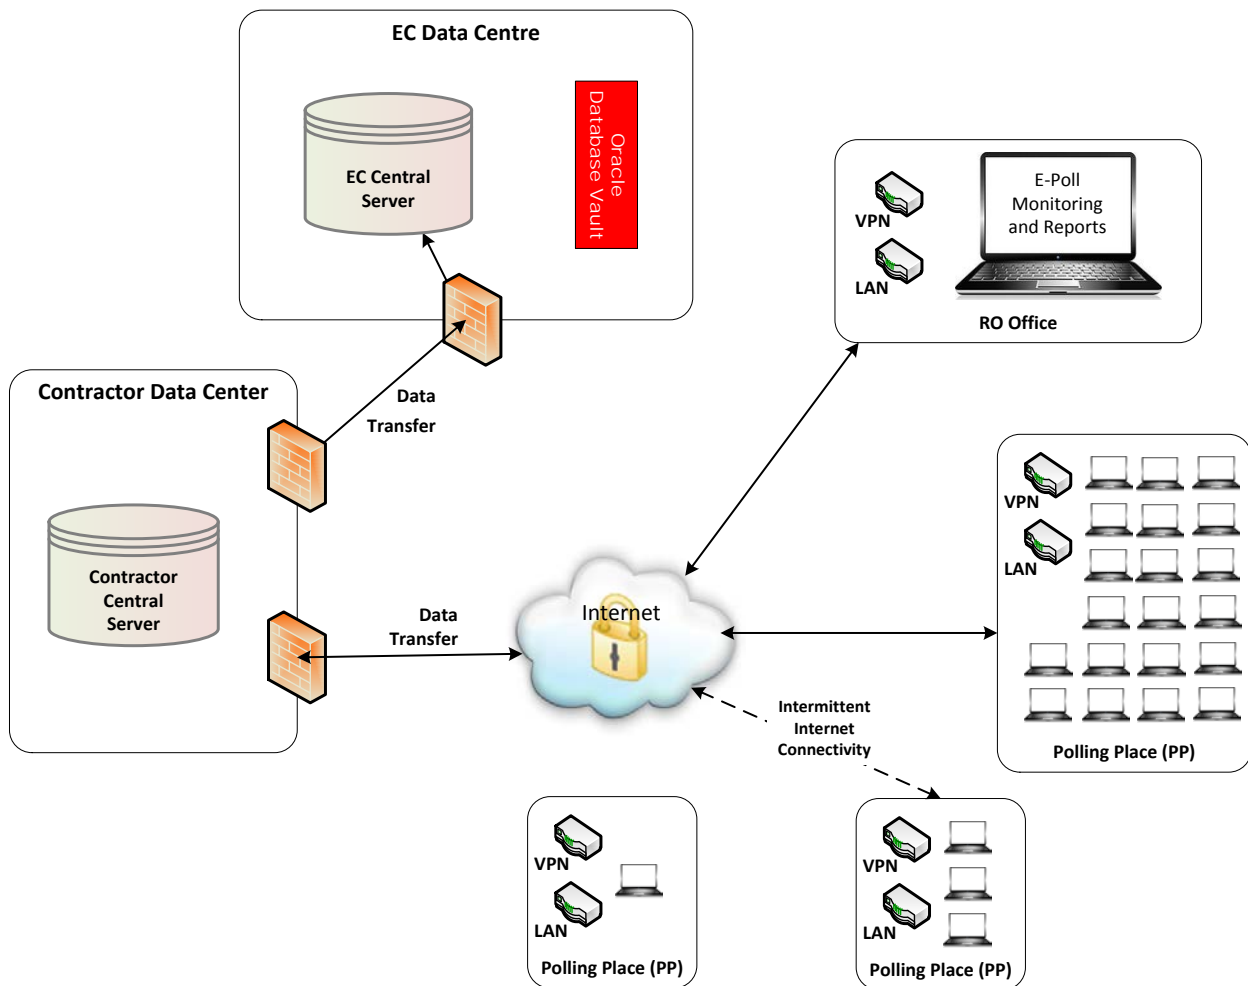 EC Data Centre
EC Central
Server
Oracle
Database Vault
E-Poll
Monitoring
and Reports
VPN
LAN
RO Office
Contractor Data Center
Data
Transfer
Contractor
Central
Server
Data
Transfer
Internet
VPN
LAN
Polling Place (PP)
Intermittent
Internet
Connectivity
VPN
LAN
Polling Place (PP)
VPN
LAN
Polling Place (PP)